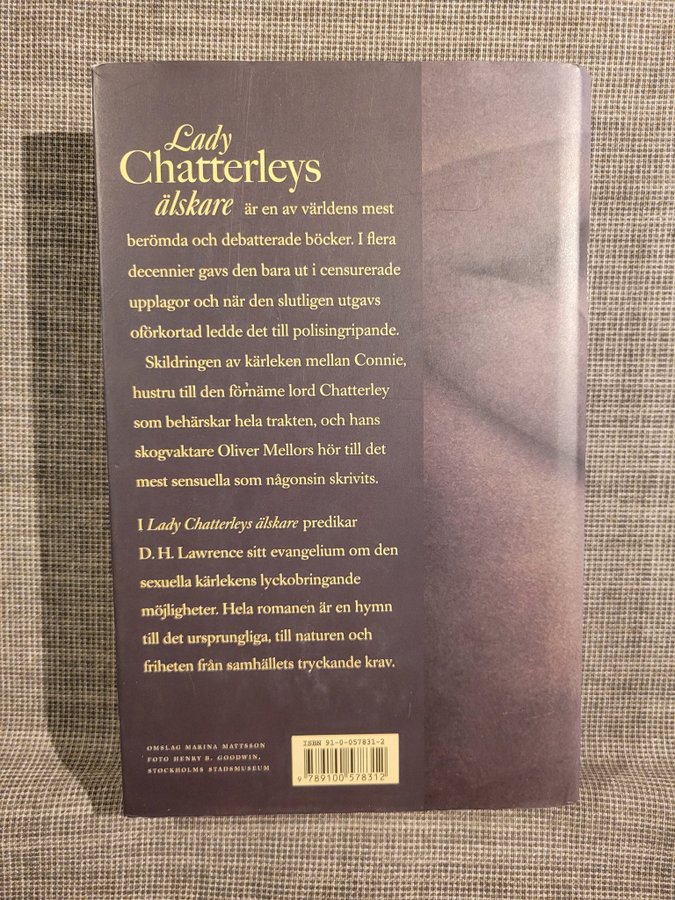 Lady
Chatterleys
älskare är en av världens mest
berömda och debatterade böcker. I flera
decennier gavs den bara ut i censurerade
upplagor och när den slutligen utgavs
oförkortad ledde det till polisingripande.
Skildringen av kärleken mellan Connie,
hustru till den förnäme lord Chatterley
som behärskar hela trakten, och hans
skogvaktare Oliver Mellors hör till det
mest sensuella som någonsin skrivits.
I Lady Chatterleys älskare predikar
D. H. Lawrence sitt evangelium om den
sexuella kärlekens lyckobringande
möjligheter. Hela romanen är en hymn
till det ursprungliga, till naturen och
friheten från samhällets tryckande krav.
OMSLAG MARINA MATTSSON
FOTO HENRY B. GOODWIN,
STOCKHOLMS STADSMUSEUM
ISBN 91-0-057831-2
9 789100 578312